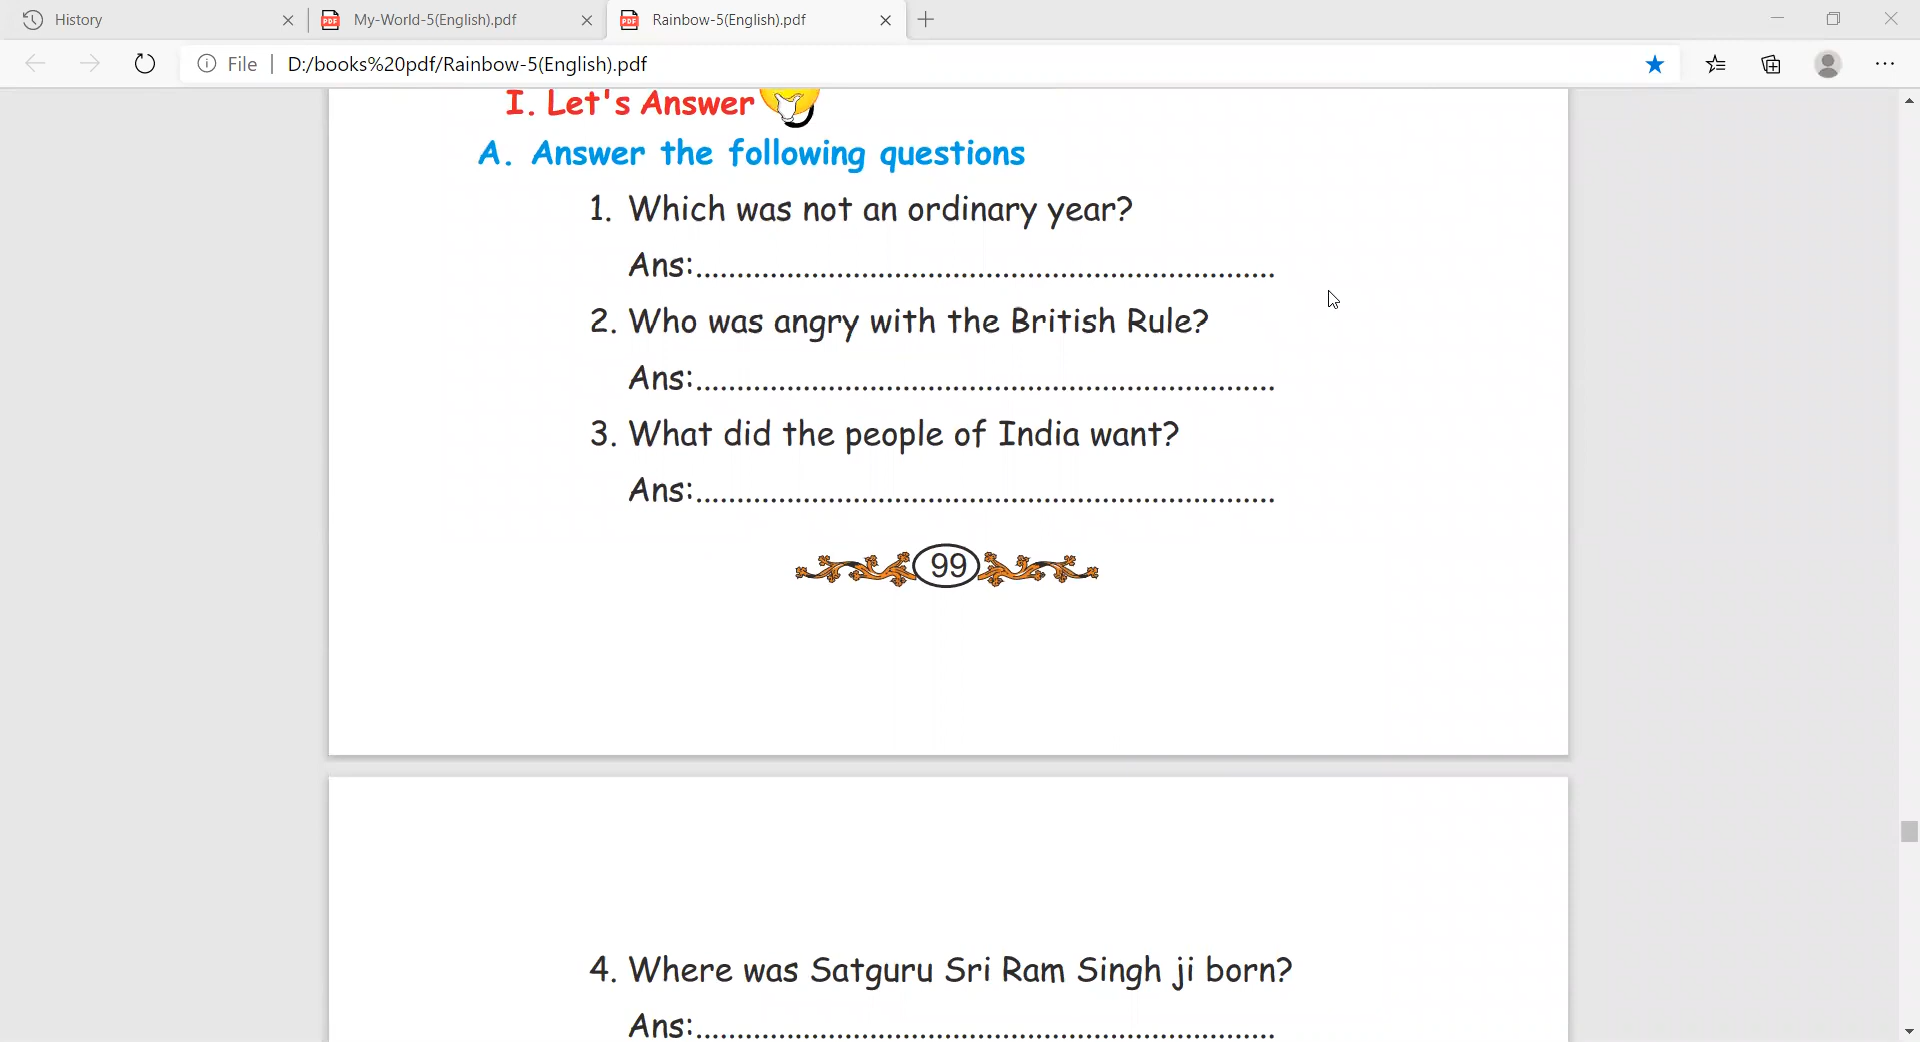 History
My-World-5(English).pdf
Rainbow-5(English).pdf
File
D:/books%20pdf/Rainbow-5(English).pdf
I. Let's Answer
A. Answer the following questions
1. Which was not an ordinary year?
Ans:......................................................................
2. Who was angry with the British Rule?
Ans:......................................................................
3. What did the people of India want?
Ans:......................................................................
99
4. Where was Satguru Sri Ram Singh ji born?
Ans:......................................................................